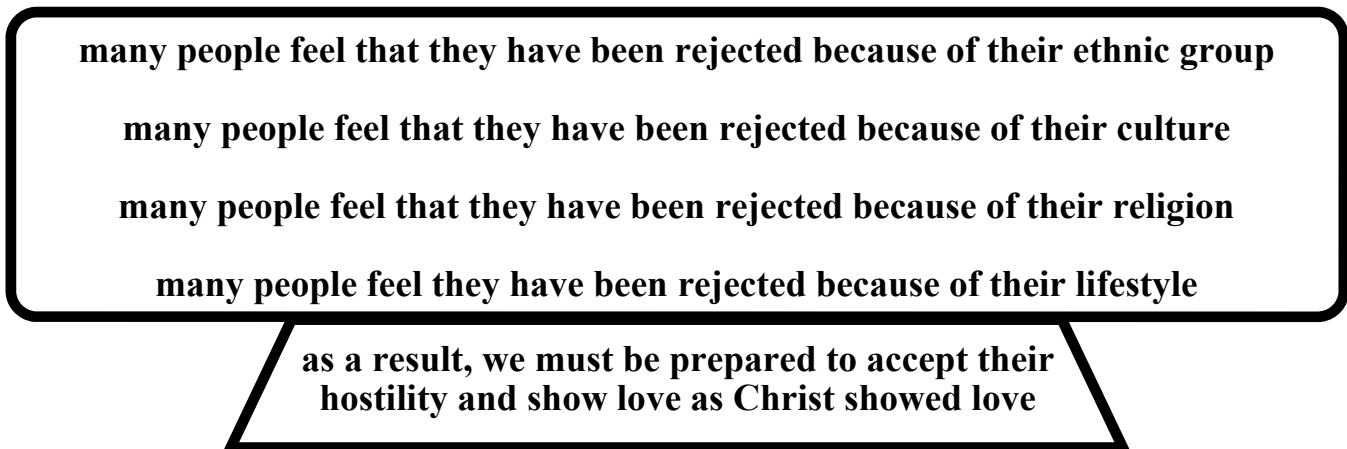 many people feel that they have been rejected because of their ethnic group
many people feel that they have been rejected because of their culture
many people feel that they have been rejected because of their religion
many people feel they have been rejected because of their lifestyle
as a result, we must be prepared to accept their
hostility and show love as Christ showed love